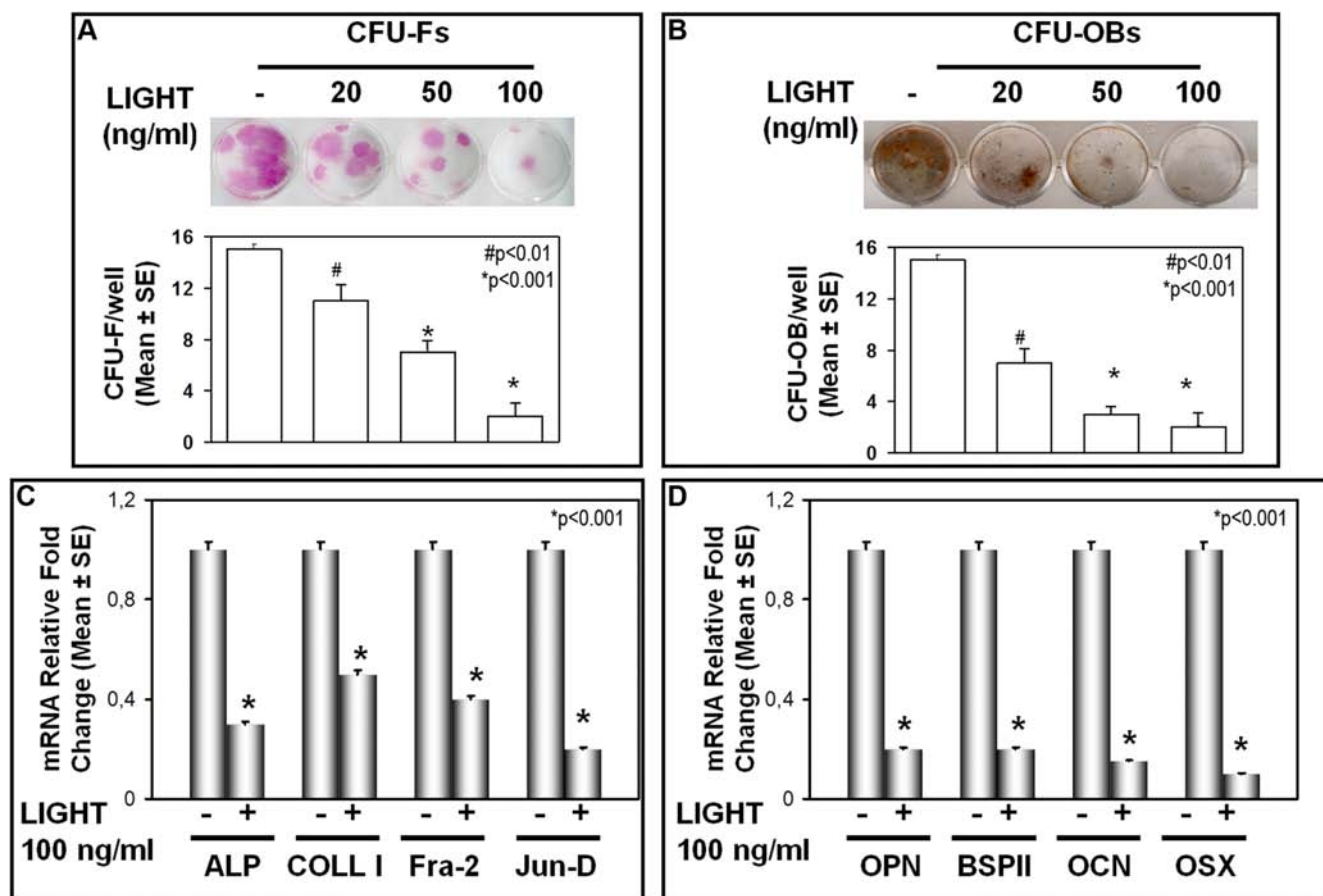 A
CFU-Fs
LIGHT - 20 50 100
(ng/ml)
16
12
8
4
0
CFU-F/well
(Mean ± SE)
#p<0.01
*p<0.001
#
*
*
B
CFU-OBs
LIGHT - 20 50 100
(ng/ml)
16
12
8
4
0
CFU-OB/well
(Mean ± SE)
#p<0.01
*p<0.001
#
*
*
C
1,2
0,8
0,4
0
mRNA Relative Fold
Change (Mean ± SE)
*p<0.001
*
*
*
*
LIGHT - + - + - + - +
100 ng/ml
ALP COLL I Fra-2 Jun-D
D
1,2
0,8
0,4
0
mRNA Relative Fold
Change (Mean ± SE)
*p<0.001
*
*
*
*
LIGHT - + - + - + - +
100 ng/ml
OPN BSPII OCN OSX